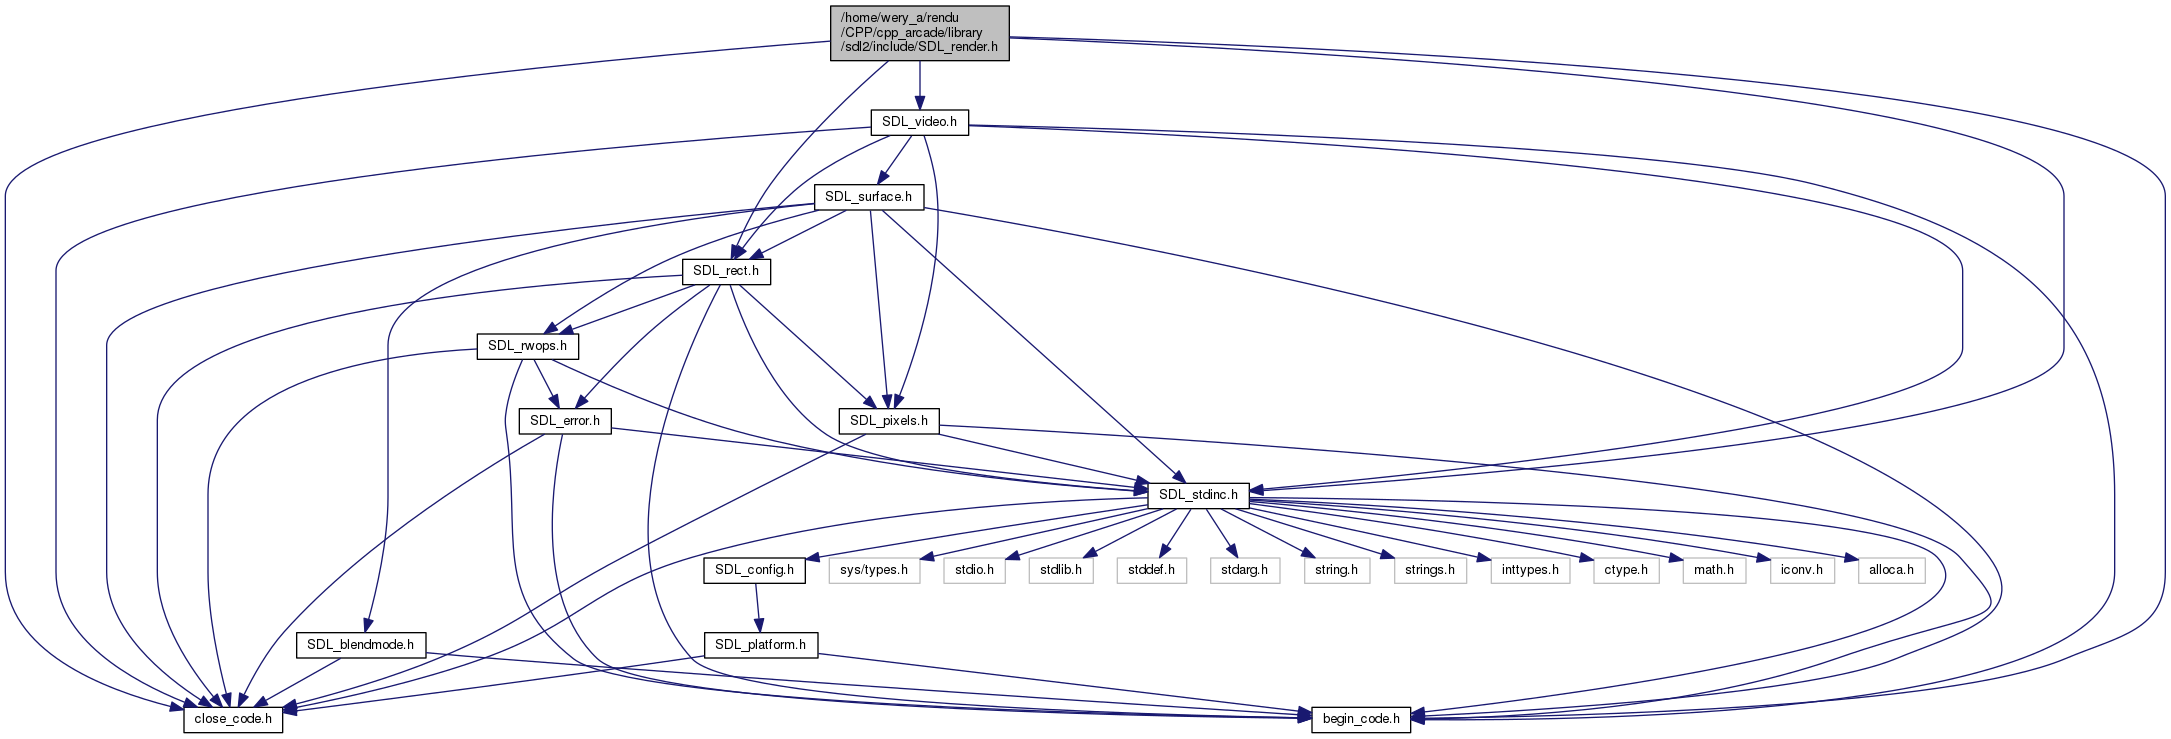 /home/wery_a/rendu
/CPP/cpp_arcade/library
/sdl2/include/SDL_render.h
SDL_video.h
SDL_surface.h
SDL_rect.h
SDL_rwops.h
SDL_error.h
SDL_pixels.h
SDL_stdinc.h
SDL_config.h
sys/types.h
stdio.h
stdlib.h
stddef.h
stdarg.h
string.h
strings.h
inttypes.h
ctype.h
math.h
iconv.h
alloca.h
SDL_blendmode.h
SDL_platform.h
close_code.h
begin_code.h